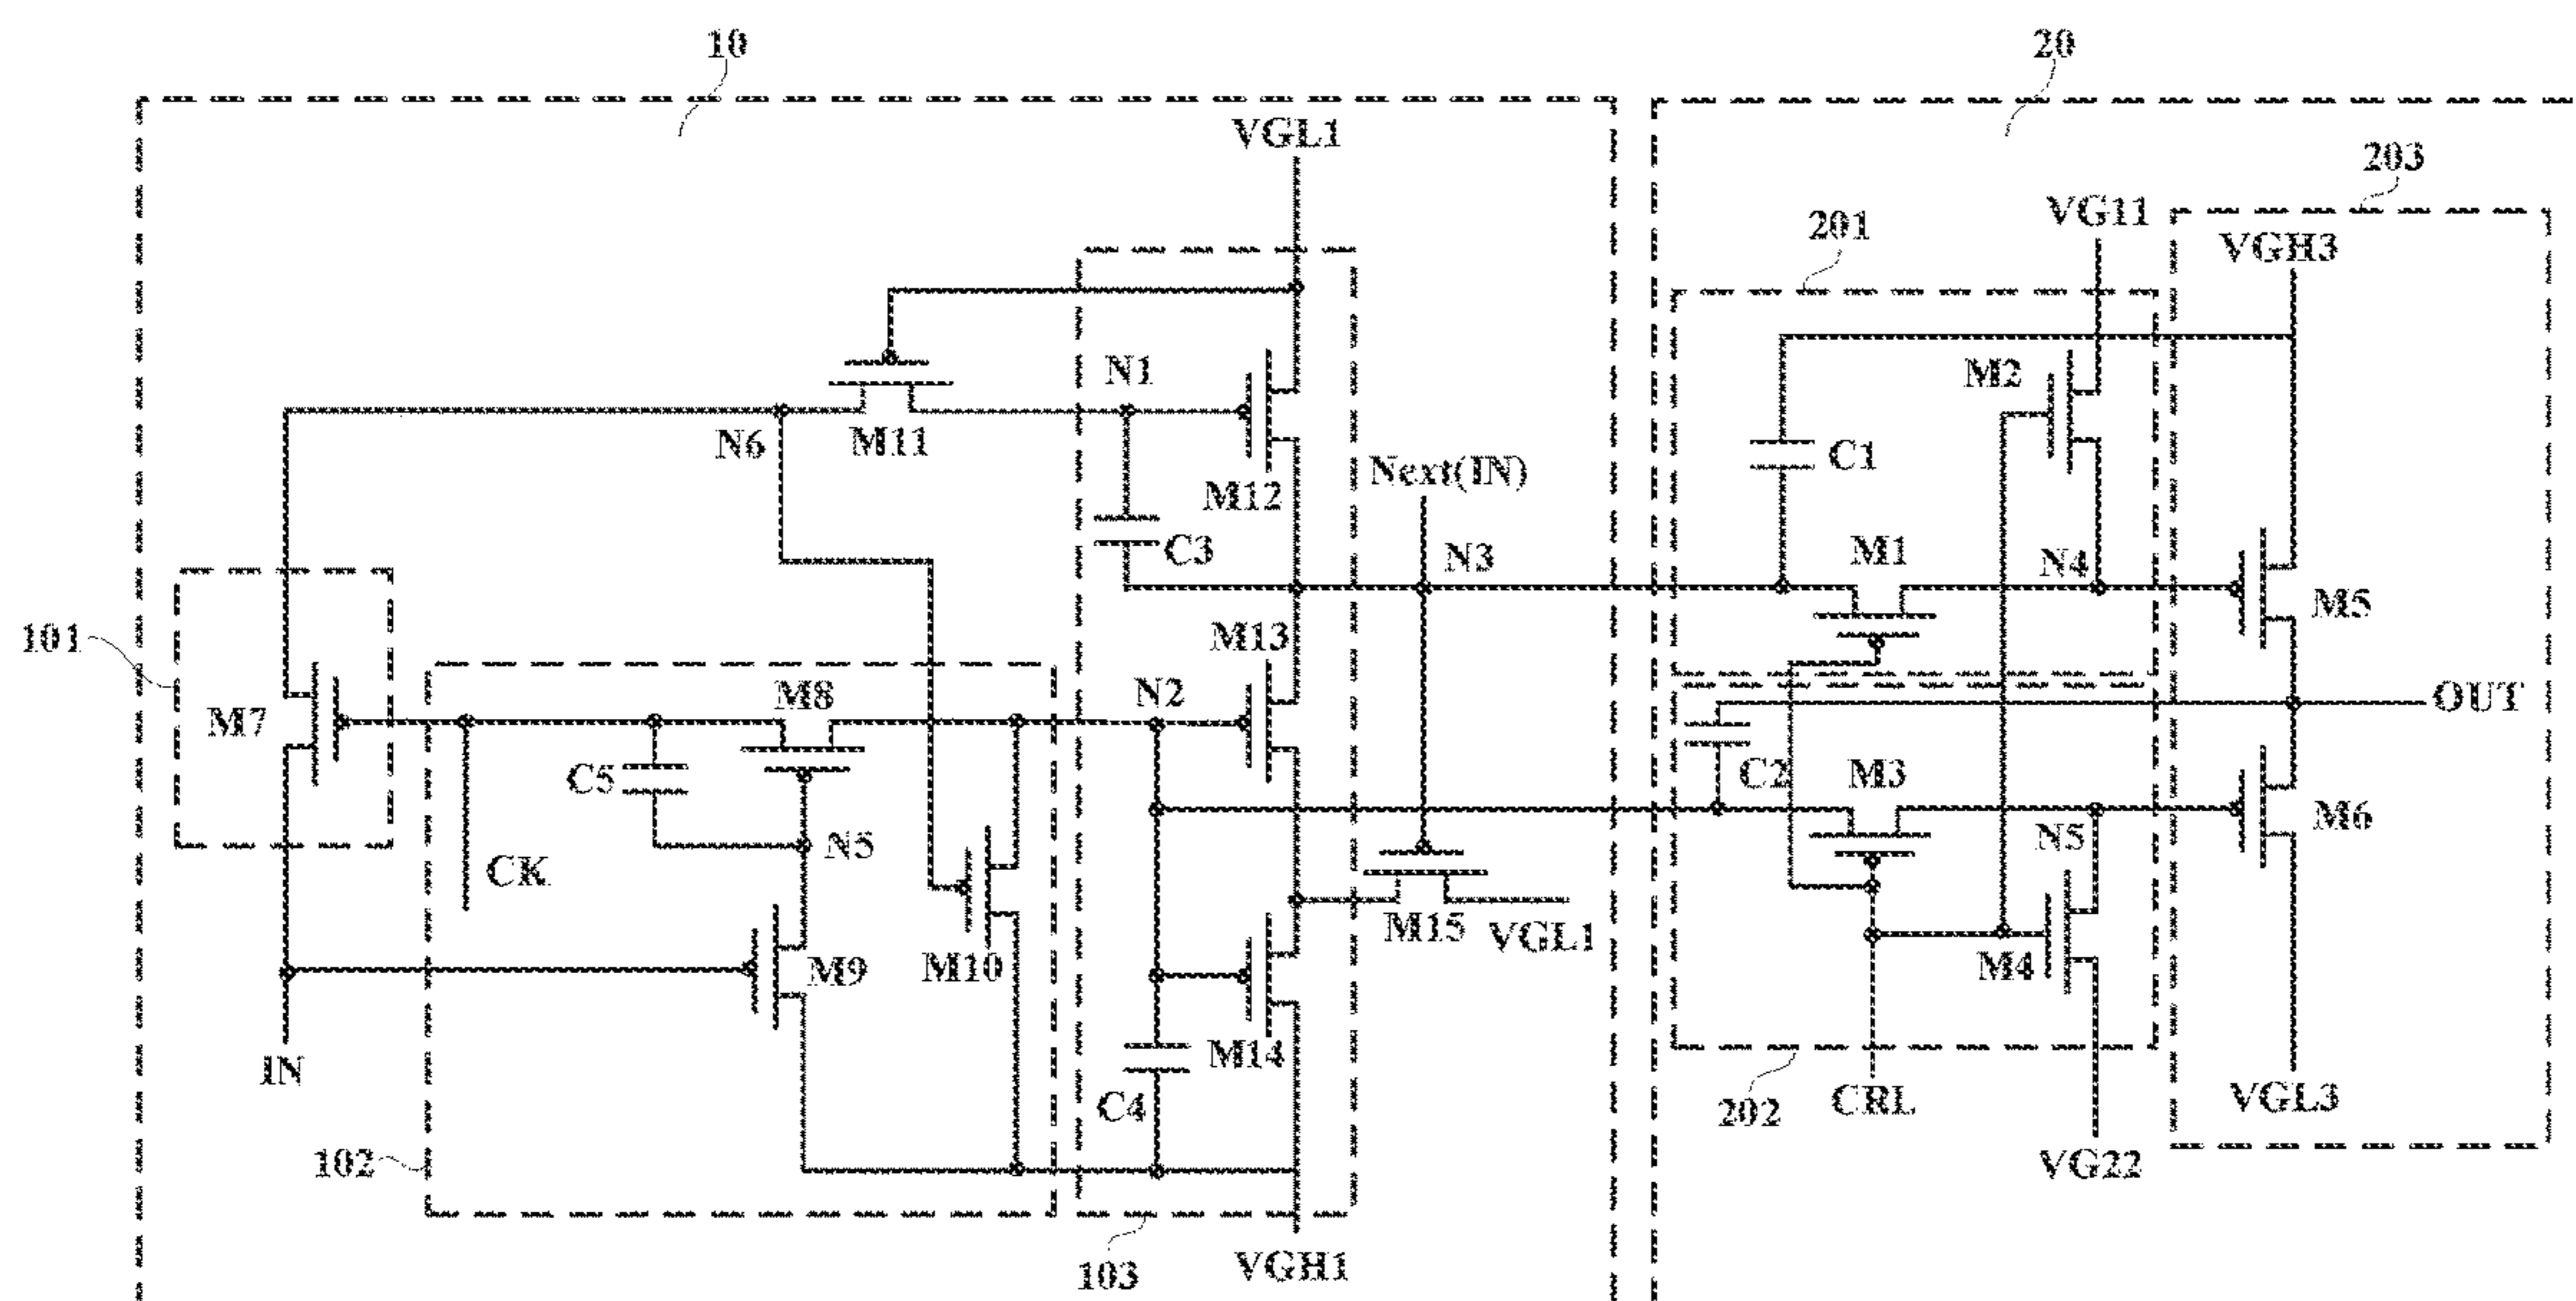 10
20
VGL1
203
201
VG11
VGH3
N1
M2
N6
M11
C1
Next(IN)
M12
C3
N3
M1
N4
M5
101
M13
M7
M8
N2
OUT
C5
C2
M3
M6
CK
N5
N5
M9
M10
M15
VGL1
M4
IN
M14
C4
202
CRL
VGL3
102
VG22
103
VGH1